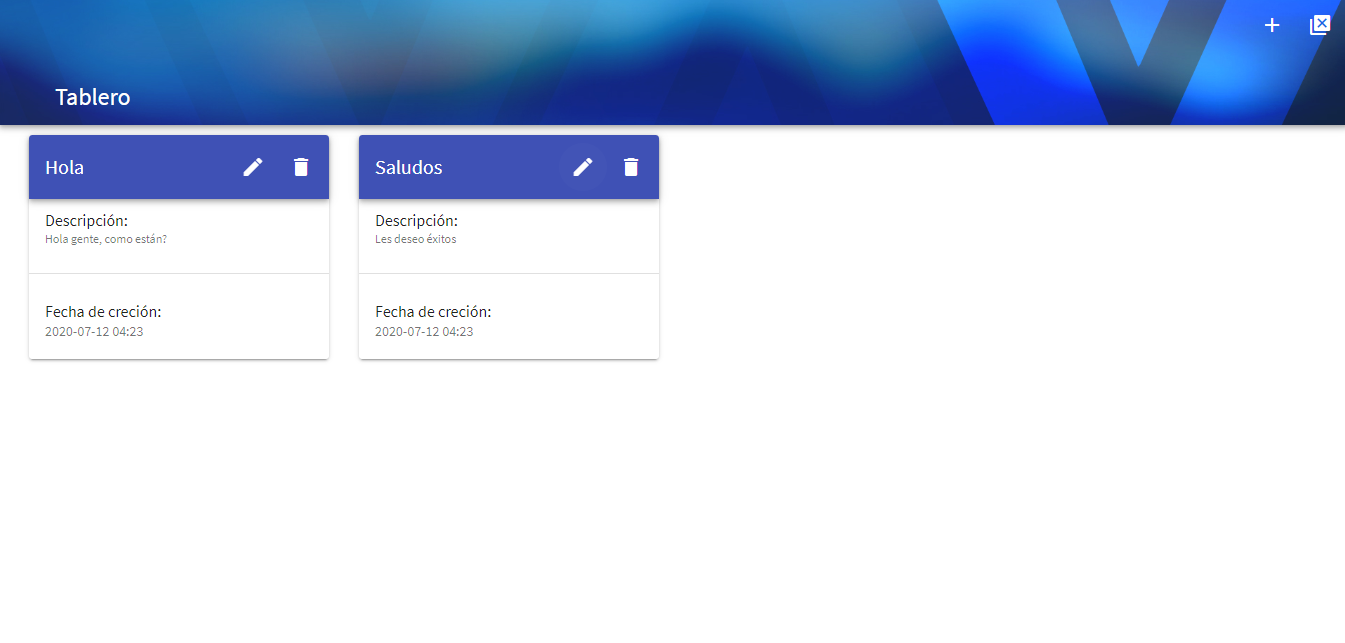 Tablero
Hola
Descripción:
Hola gente, como están?
Fecha de creción:
2020-07-12 04:23
Saludos
Descripción:
Les deseo éxitos
Fecha de creción:
2020-07-12 04:23